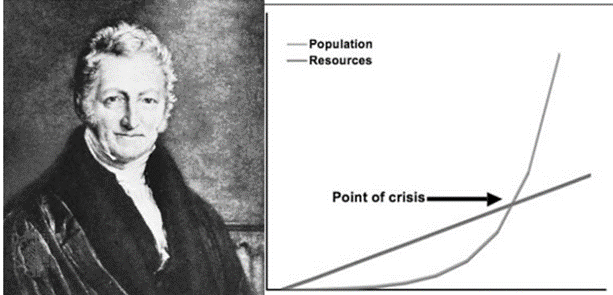 Population
Resources
Point of crisis